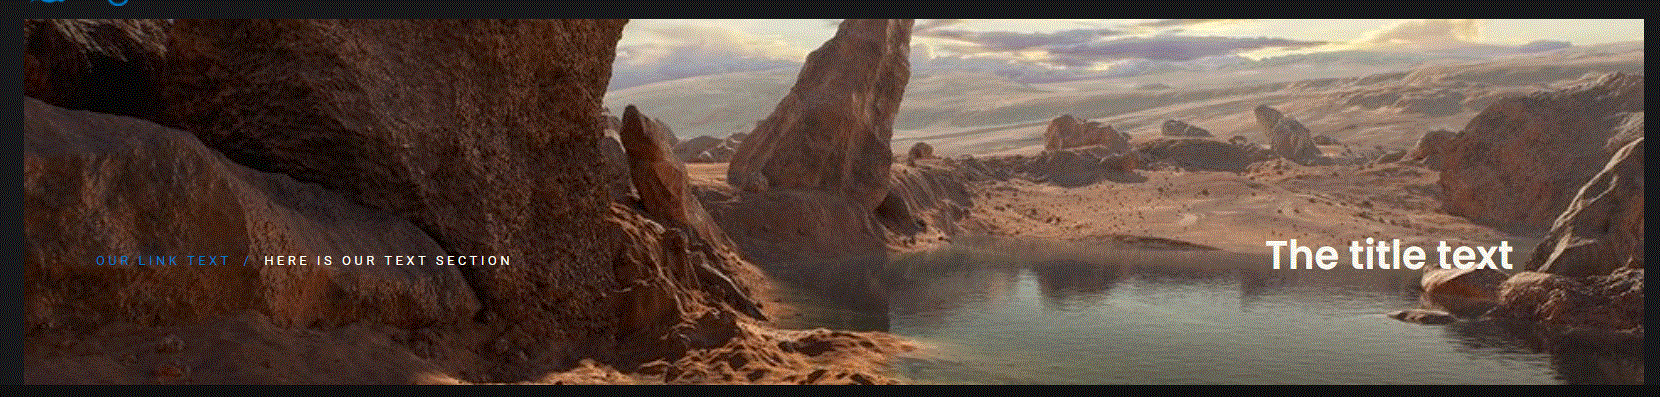 OUR LINK TEXT / HERE IS OUR TEXT SECTION
The title text